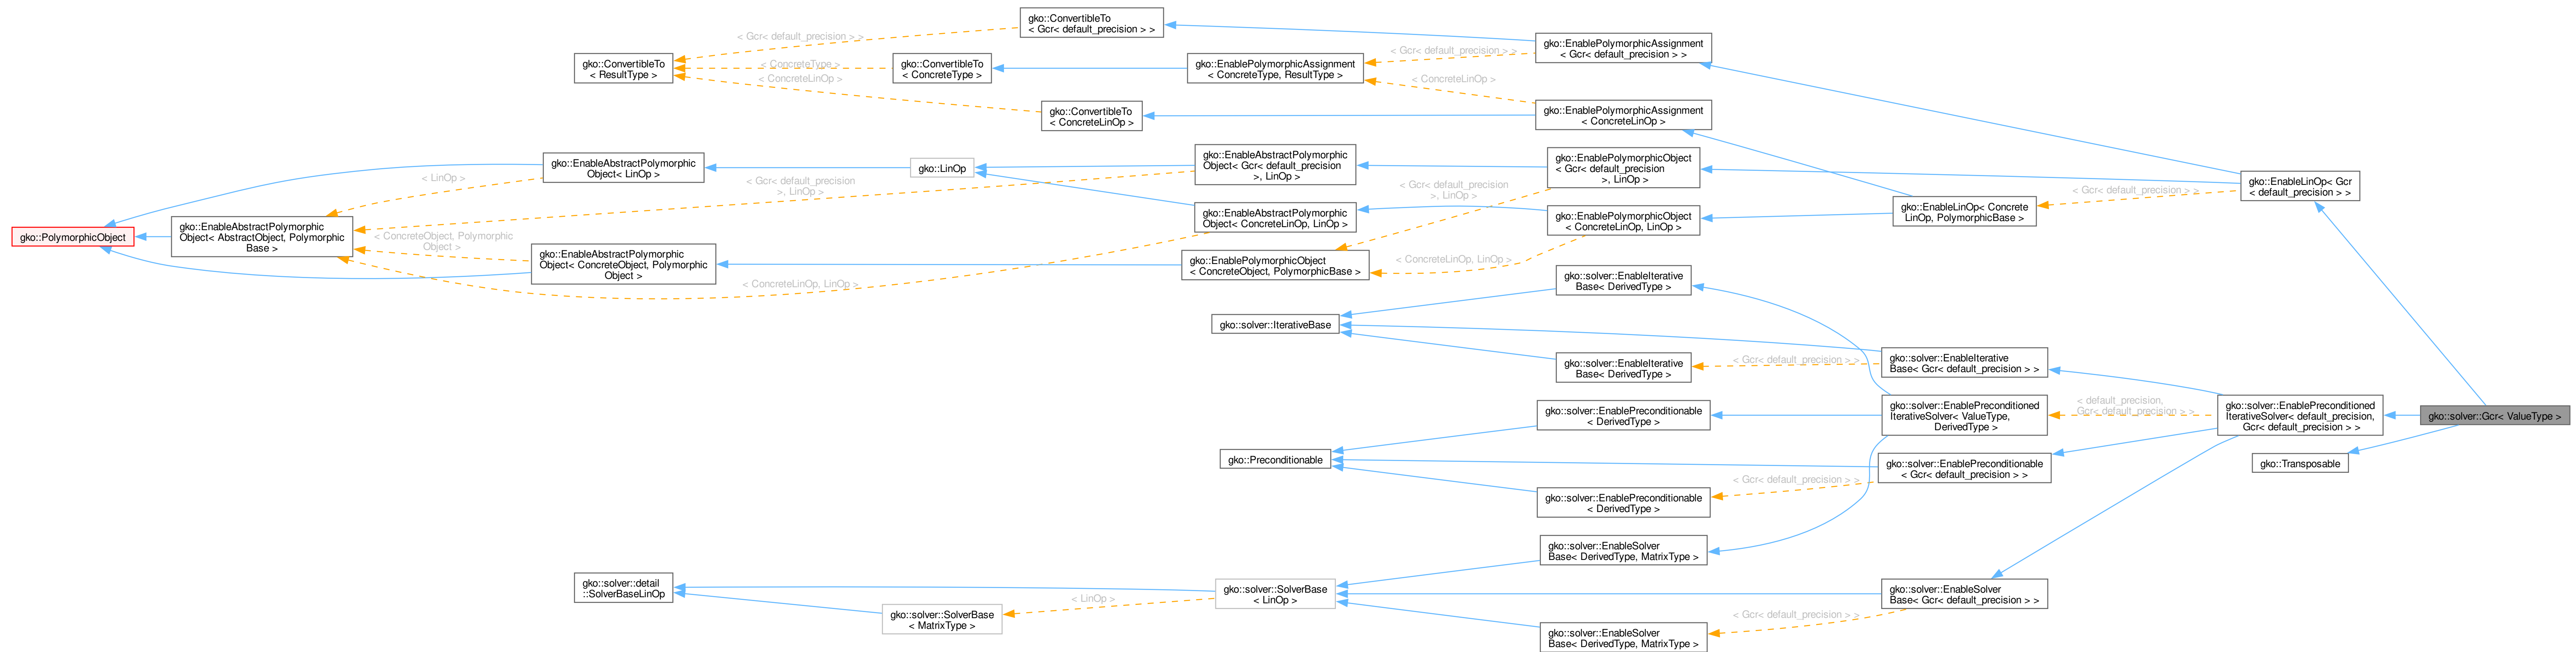 gko::ConvertibleTo
< Gcr< default_precision > >
< Gcr< default_precision > >
gko::EnablePolymorphicAssignment
< Gcr< default_precision > >
< Gcr< default_precision > >
gko::ConvertibleTo
< ResultType >
< ConcreteType >
gko::ConvertibleTo
< ConcreteType >
gko::EnablePolymorphicAssignment
< ConcreteType, ResultType >
< ConcreteLinOp >
< ConcreteLinOp >
gko::ConvertibleTo
< ConcreteLinOp >
gko::EnablePolymorphicAssignment
< ConcreteLinOp >
gko::EnableAbstractPolymorphic
Object< LinOp >
gko::LinOp
gko::EnableAbstractPolymorphic
Object< Gcr< default_precision
>, LinOp >
gko::EnablePolymorphicObject
< Gcr< default_precision
>, LinOp >
< LinOp >
< Gcr< default_precision
>, LinOp >
< Gcr< default_precision
>, LinOp >
gko::EnableLinOp< Gcr
< default_precision > >
< Gcr< default_precision > >
gko::EnableLinOp< Concrete
LinOp, PolymorphicBase >
gko::PolymorphicObject
gko::EnableAbstractPolymorphic
Object< AbstractObject, Polymorphic
Base >
gko::EnableAbstractPolymorphic
Object< ConcreteLinOp, LinOp >
gko::EnablePolymorphicObject
< ConcreteLinOp, LinOp >
< ConcreteObject, Polymorphic
Object >
gko::EnableAbstractPolymorphic
Object< ConcreteObject, Polymorphic
Object >
gko::EnablePolymorphicObject
< ConcreteObject, PolymorphicBase >
< ConcreteLinOp, LinOp >
< ConcreteLinOp, LinOp >
gko::solver::EnableIterative
Base< DerivedType >
gko::solver::IterativeBase
gko::solver::EnableIterative
Base< DerivedType >
< Gcr< default_precision > >
gko::solver::EnableIterative
Base< Gcr< default_precision > >
gko::solver::EnablePreconditionable
< DerivedType >
gko::solver::EnablePreconditioned
IterativeSolver< ValueType,
DerivedType >
< default_precision,
Gcr< default_precision > >
gko::solver::EnablePreconditioned
IterativeSolver< default_precision,
Gcr< default_precision > >
gko::solver::Gcr< ValueType >
gko::Preconditionable
gko::solver::EnablePreconditionable
< Gcr< default_precision > >
gko::Transposable
< Gcr< default_precision > >
gko::solver::EnablePreconditionable
< DerivedType >
gko::solver::EnableSolver
Base< DerivedType, MatrixType >
gko::solver::detail
::SolverBaseLinOp
gko::solver::SolverBase
< LinOp >
gko::solver::EnableSolver
Base< Gcr< default_precision > >
< LinOp >
gko::solver::SolverBase
< MatrixType >
< Gcr< default_precision > >
gko::solver::EnableSolver
Base< DerivedType, MatrixType >